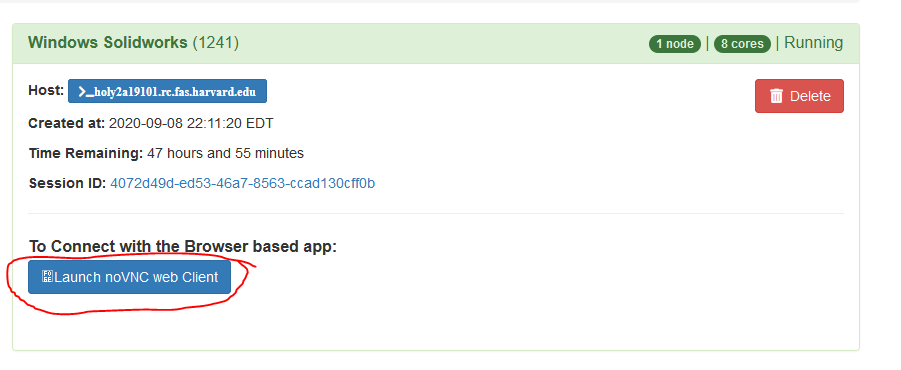 Windows Solidworks (1241) 1 node | 8 cores | Running
Host: >_holy2a19101.rc.fas.harvard.edu Delete
Created at: 2020-09-08 22:11:20 EDT
Time Remaining: 47 hours and 55 minutes
Session ID: 4072d49d-ed53-46a7-8563-ccad130cff0b
To Connect with the Browser based app:
Launch noVNC web Client